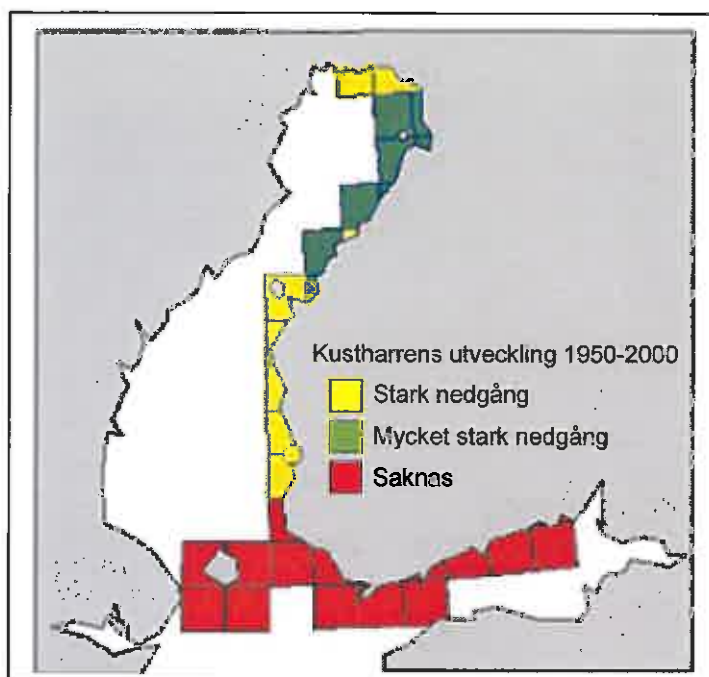 Kustharrens utveckling 1950-2000
Stark nedgång
Mycket stark nedgång
Saknas